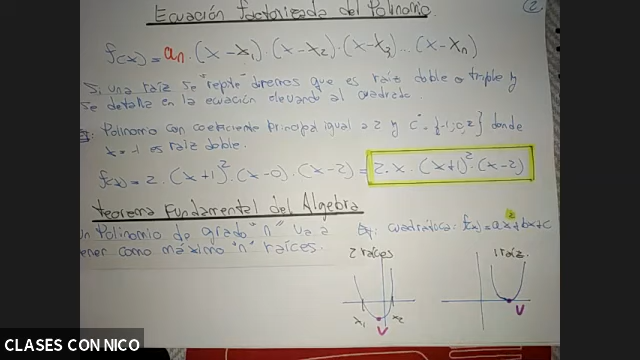 Ecuación factorizada del Polinomio.
2.
f(x) = an · (x – x1) · (x – x2) · (x – x3) ... (x – xn)
Si una raíz se "repite" diremos que es raíz doble o triple y
se detalla en la ecuación elevando al cuadrado.
Ej: Polinomio con coeficiente principal igual a 2 y C° = {-1; 0; 2} donde
x = -1 es raíz doble.
f(x) = 2 · (x+1)² · (x-0) · (x-2) = 2 · x · (x+1)² · (x-2)
Teorema Fundamental del Algebra
un Polinomio de grado "n" va a
tener como máximo "n" raíces.
Ej: cuadrática: f(x) = ax² + bx + c
2 raíces
1 raíz
x1
x2
V
V
CLASES CON NICO